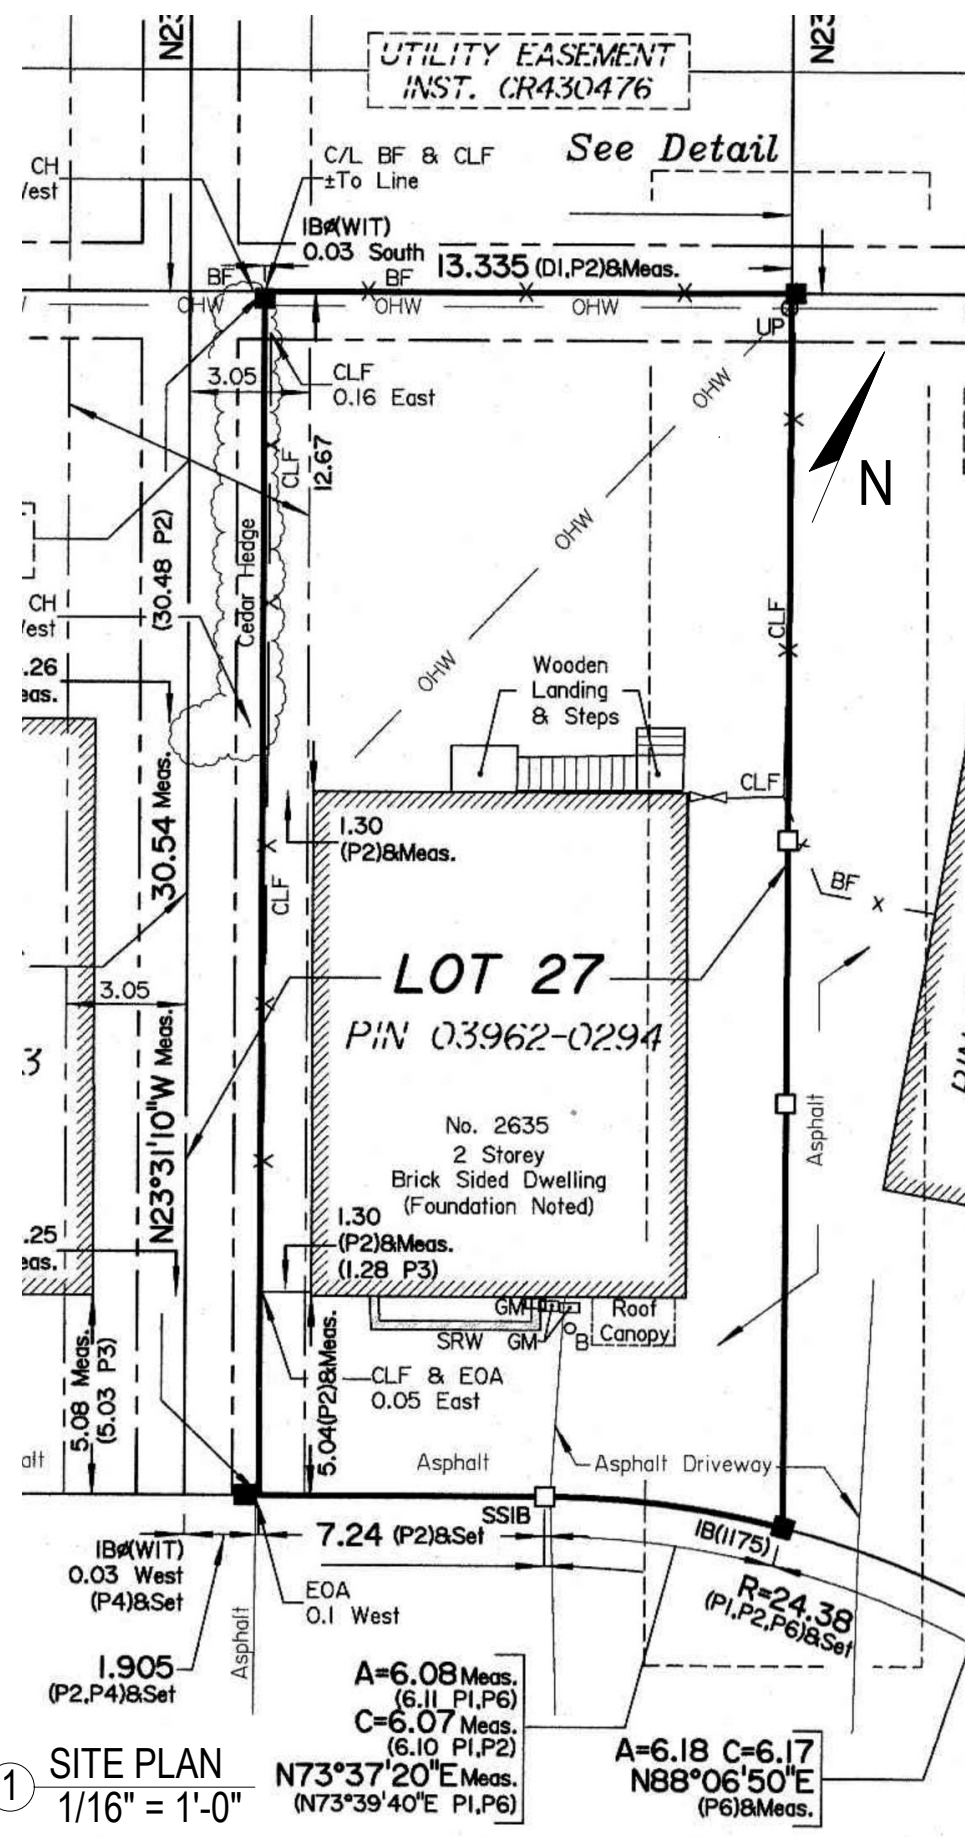 N23
N23
UTILITY EASEMENT
INST. CR430476
See Detail
CH
C/L BF & CLF
±To Line
IBØ(WIT)
0.03 South
13.335 (D1,P2)&Meas.
BF
BF
OHW
OHW
OHW
UP
3.05
CLF
0.16 East
OHW
N
CLF
12.67
OHW
Cedar Hedge
(30.48 P2)
CH
CLF
OHW
.26
Wooden
Landing
& Steps
CLF
30.54 Meas.
1.30
(P2)&Meas.
CLF
BF
LOT 27
3.05
PIN 03962-0294
3
N23°31'10"W Meas.
Asphalt
No. 2635
2 Storey
Brick Sided Dwelling
(Foundation Noted)
1.30
(P2)&Meas.
(1.28 P3)
.25
GM
Roof
Canopy
SRW
GM
B
5.08 Meas.
(5.03 P3)
CLF & EOA
0.05 East
5.04(P2)&Meas.
Asphalt
Asphalt Driveway
SSIB
7.24 (P2)&Set
IB(1175)
IBØ(WIT)
0.03 West
(P4)&Set
EOA
0.1 West
R=24.38
(P1,P2,P6)&Set
Asphalt
1.905
(P2,P4)&Set
A=6.08 Meas.
(6.11 P1,P6)
C=6.07 Meas.
(6.10 P1,P2)
N73°37'20"E Meas.
(N73°39'40"E P1,P6)
A=6.18 C=6.17
N88°06'50"E
(P6)&Meas.
1
SITE PLAN
1/16" = 1'-0"